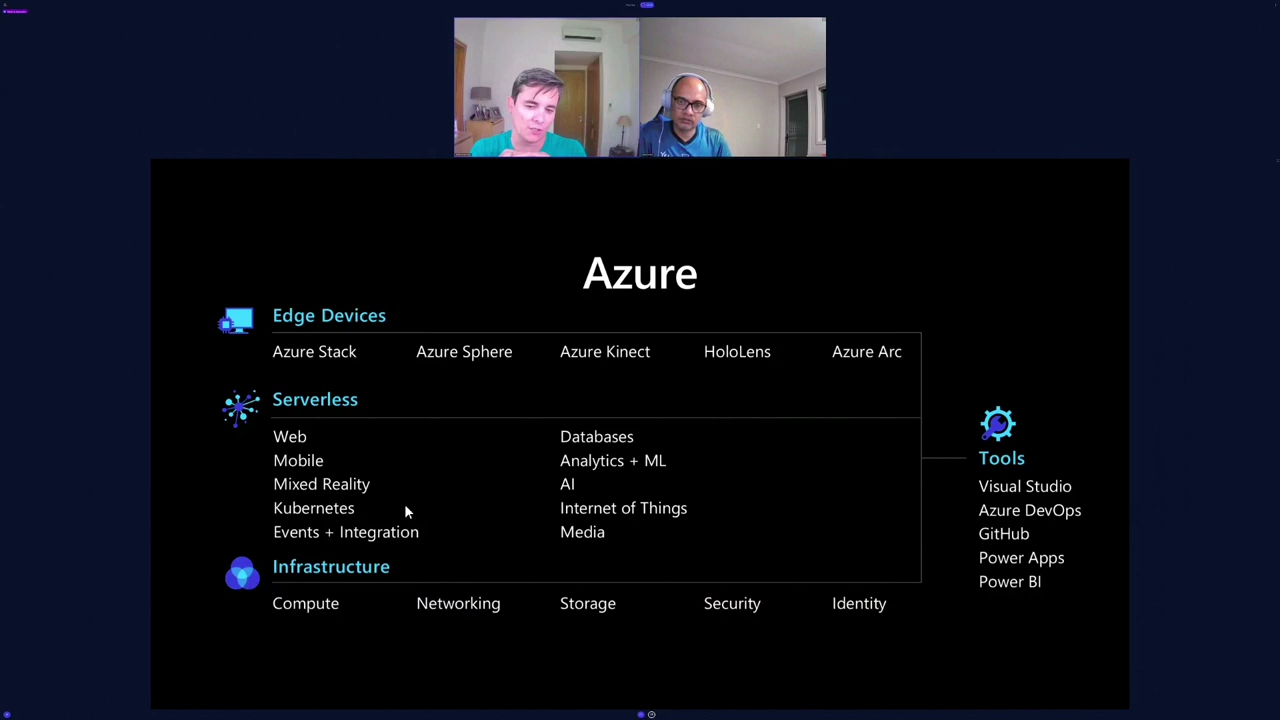 Azure
Edge Devices
Azure Stack Azure Sphere Azure Kinect HoloLens Azure Arc
Serverless
Web
Mobile
Mixed Reality
Kubernetes
Events + Integration
Databases
Analytics + ML
AI
Internet of Things
Media
Infrastructure
Compute Networking Storage Security Identity
Tools
Visual Studio
Azure DevOps
GitHub
Power Apps
Power BI